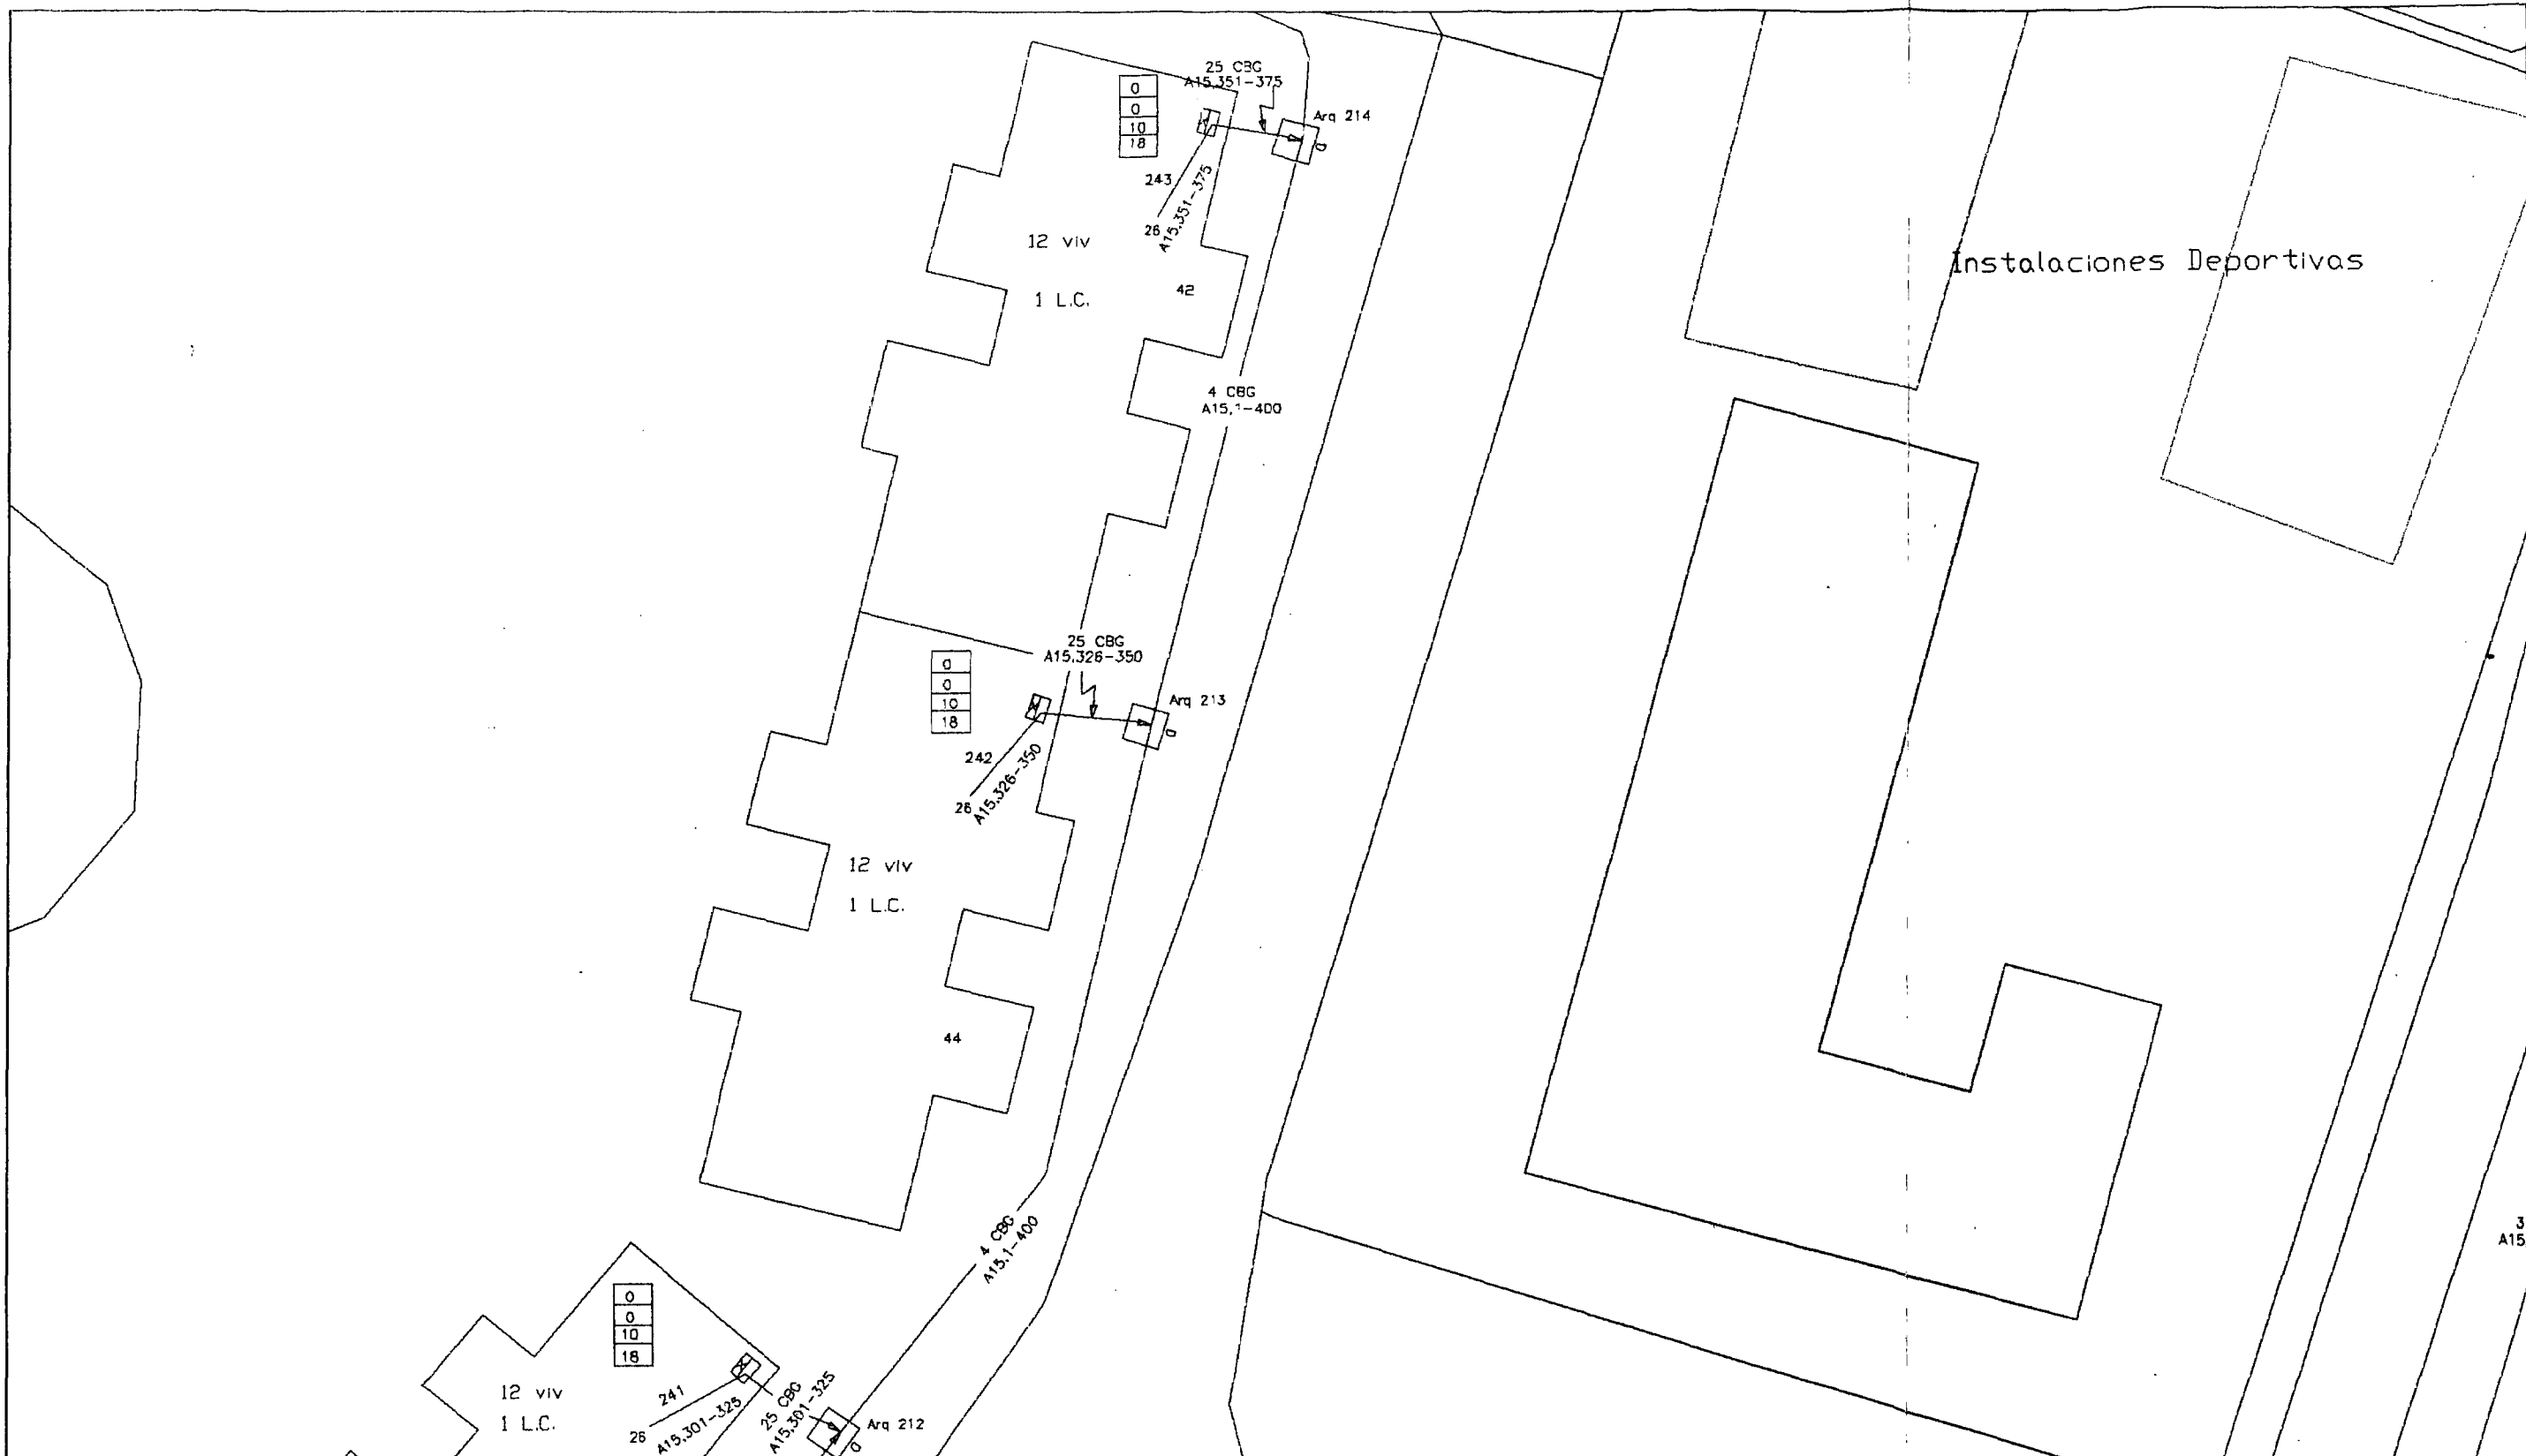 25 CBG
A15,351-375
0
0
10
18
Arq 214
D
243
26
A15,351-375
12 viv
1 L.C.
42
Instalaciones Deportivas
4 CBG
A15,1-400
25 CBG
A15,326-350
0
0
10
18
Arq 213
D
242
26
A15,326-350
12 viv
1 L.C.
44
4 CBG
A15,1-400
3
A15,
0
0
10
18
241
26
A15,301-325
25 CBG
A15,301-325
12 viv
1 L.C.
Arq 212
D